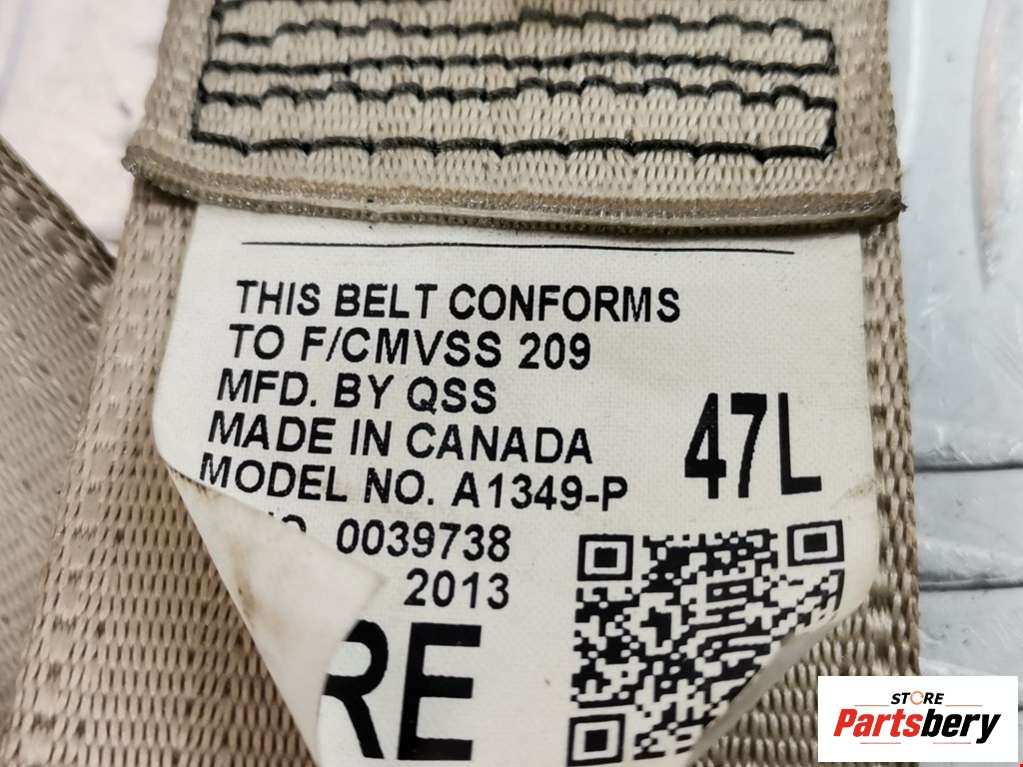 THIS BELT CONFORMS
TO F/CMVSS 209
MFD. BY QSS
MADE IN CANADA
MODEL NO. A1349-P
47L
0039738
2013
RE
STORE
Partsbery